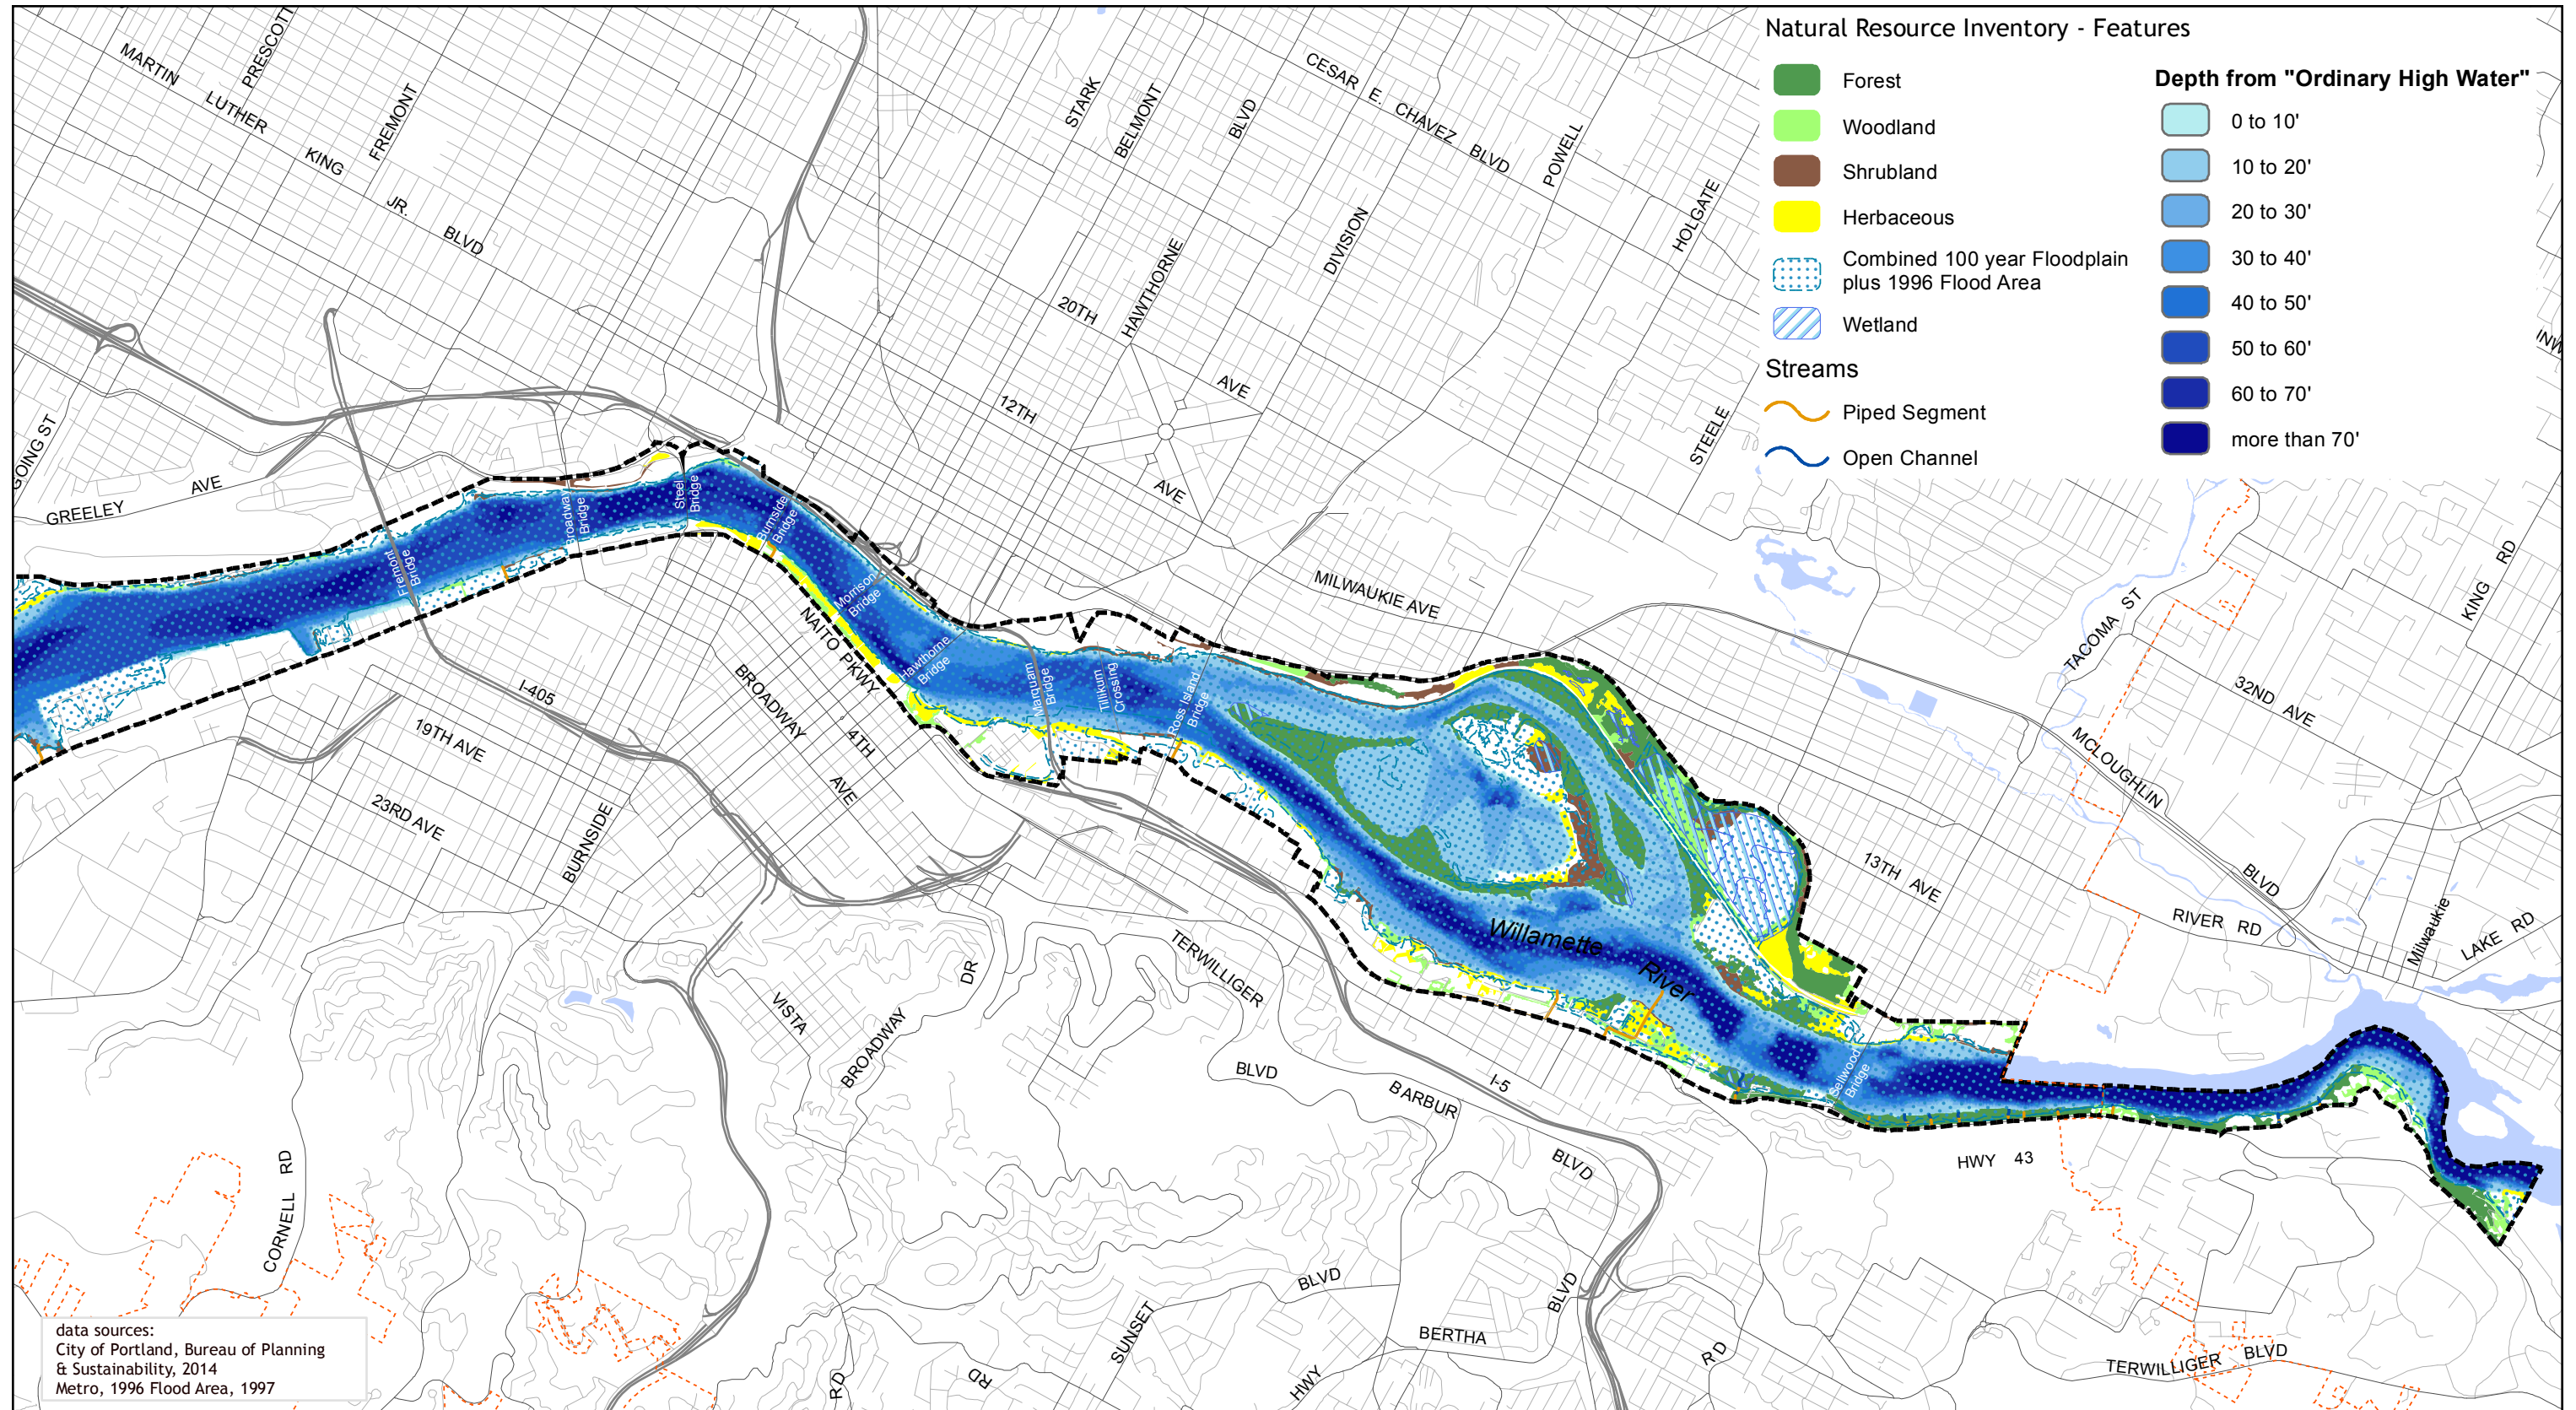 Natural Resource Inventory - Features
Forest
Woodland
Shrubland
Herbaceous
Combined 100 year Floodplain
plus 1996 Flood Area
Wetland
Streams
Piped Segment
Open Channel
Depth from "Ordinary High Water"
0 to 10'
10 to 20'
20 to 30'
30 to 40'
40 to 50'
50 to 60'
60 to 70'
more than 70'
MARTIN
LUTHER
KING
JR.
BLVD
PRESCOTT
FREMONT
STARK
BELMONT
BLVD
CESAR
E.
CHAVEZ
BLVD
POWELL
HOLGATE
HAWTHORNE
DIVISION
20TH
AVE
12TH
AVE
STEELE
GOING ST
GREELEY
AVE
Fremont
Bridge
Broadway
Bridge
Steel
Bridge
Burnside
Bridge
Morrison
Bridge
Hawthorne
Bridge
Marquam
Bridge
Tilikum
Crossing
Ross Island
Bridge
Sellwood
Bridge
Willamette
River
MILWAUKIE AVE
TACOMA ST
KING
RD
32ND
AVE
MCLOUGHLIN
BLVD
13TH
AVE
RIVER
RD
Milwaukie
LAKE
RD
NAITO
PKWY
I-405
BROADWAY
4TH
AVE
19TH AVE
23RD AVE
BURNSIDE
VISTA
BROADWAY
DR
TERWILLIGER
BLVD
BARBUR
BLVD
I-5
HWY
43
CORNELL
RD
SUNSET
BLVD
HWY
BERTHA
BLVD
RD
RD
RD
TERWILLIGER
BLVD
data sources:
City of Portland, Bureau of Planning
& Sustainability, 2014
Metro, 1996 Flood Area, 1997